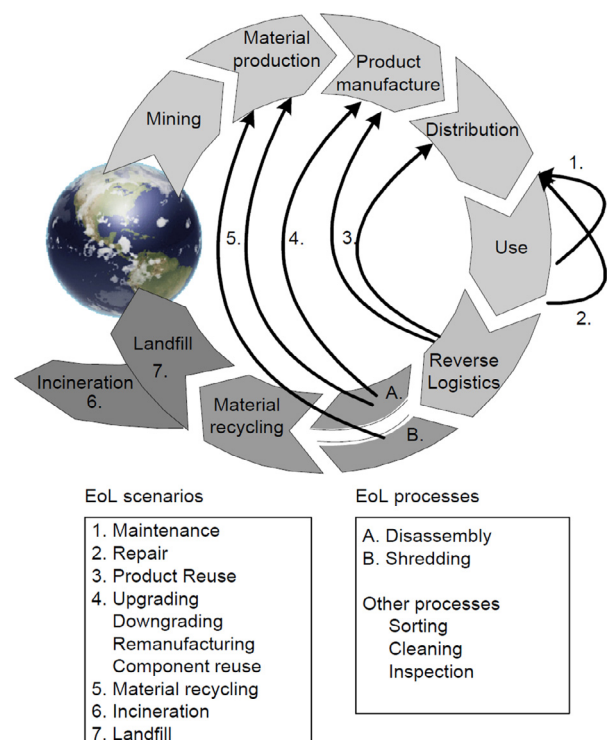 Material
production
Product
manufacture
Mining
Distribution
1.
5.
4.
3.
Use
2.
Landfill
7.
Reverse
Logistics
Incineration
6.
Material
recycling
A.
B.
EoL scenarios
1. Maintenance
2. Repair
3. Product Reuse
4. Upgrading
Downgrading
Remanufacturing
Component reuse
5. Material recycling
6. Incineration
7. Landfill
EoL processes
A. Disassembly
B. Shredding
Other processes
Sorting
Cleaning
Inspection